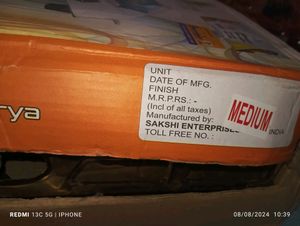 rya
UNIT
DATE OF MFG.
FINISH
M.R.P.RS.: -
(Incl of all taxes)
Manufactured by:
SAKSHI ENTERPRISE
TOLL FREE NO. :
MEDIUM
REDMI 13C 5G | IPHONE
08/08/2024 10:39